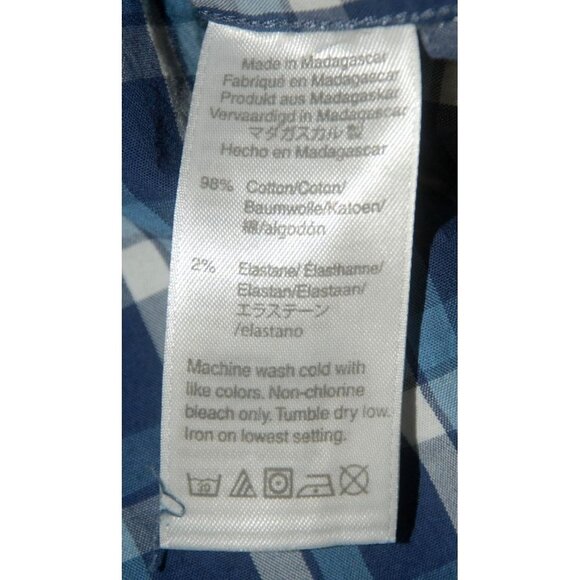 Made in Madagascar
Fabriqué en Madagascar
Produkt aus Madagaskar
Vervaardigd in Madagascar
マダガスカル製
Hecho en Madagascar
98% Cotton/Coton/
Baumwolle/Katoen/
綿/algodón
2% Elastane/ Élasthanne/
Elastan/Elastaan/
エラステーン
/elastano
Machine wash cold with
like colors. Non-chlorine
bleach only. Tumble dry low.
Iron on lowest setting.
30